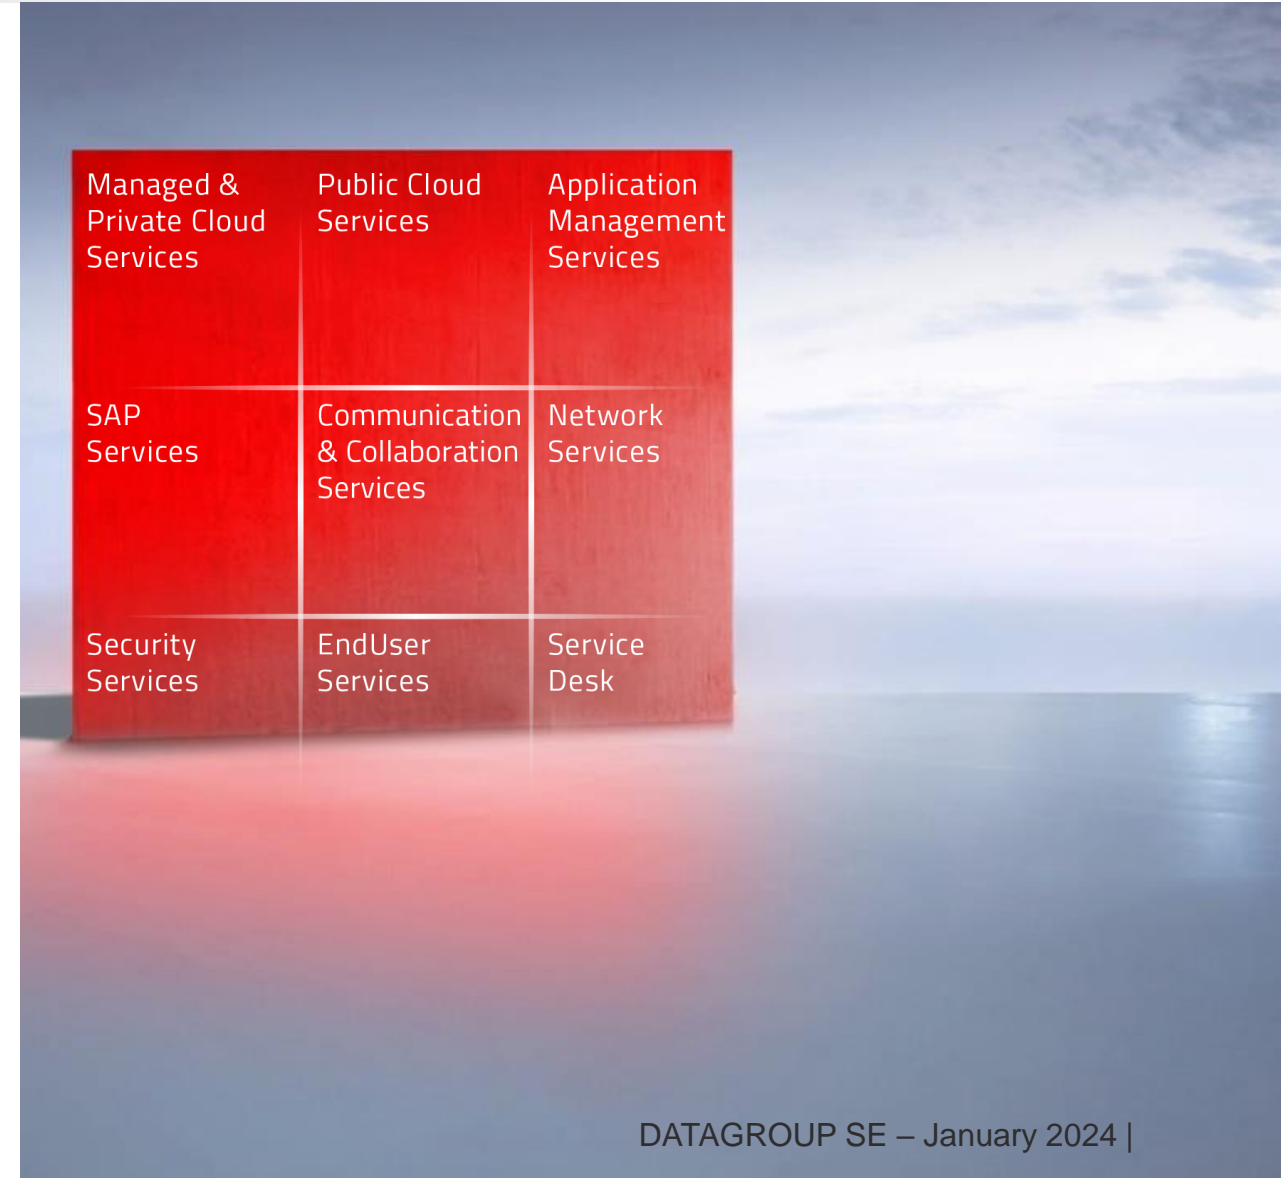 Managed &
Private Cloud
Services
Public Cloud
Services
Application
Management
Services
SAP
Services
Communication
& Collaboration
Services
Network
Services
Security
Services
EndUser
Services
Service
Desk
DATAGROUP SE – January 2024 |